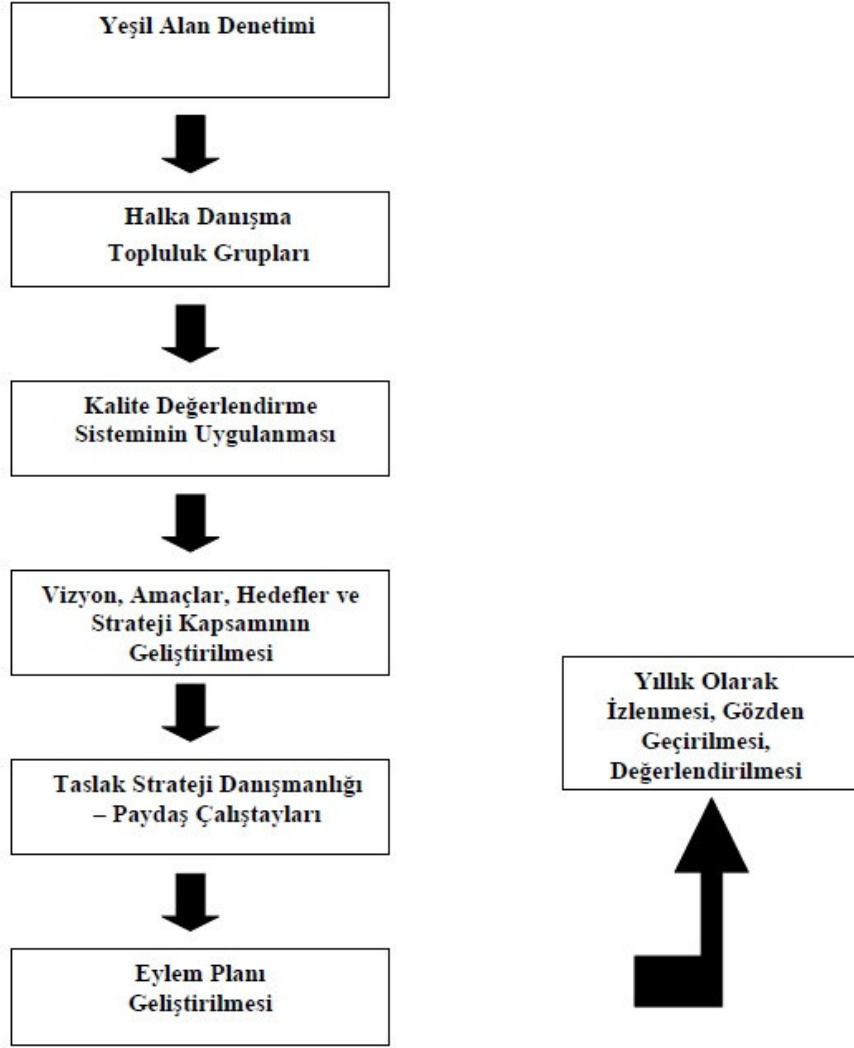 Yeşil Alan Denetimi
Halka Danışma
Topluluk Grupları
Kalite Değerlendirme
Sisteminin Uygulanması
Vizyon, Amaçlar, Hedefler ve
Strateji Kapsamının
Geliştirilmesi
Taslak Strateji Danışmanlığı
– Paydaş Çalıştayları
Eylem Planı
Geliştirilmesi
Yıllık Olarak
İzlenmesi, Gözden
Geçirilmesi,
Değerlendirilmesi